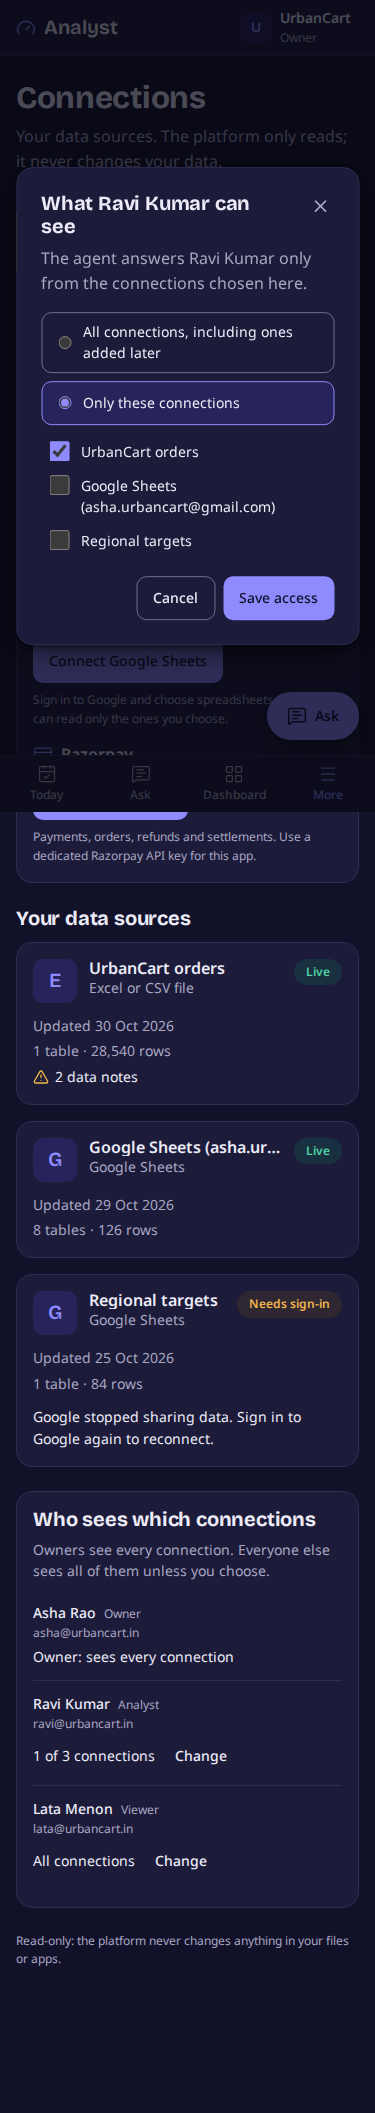 Analyst
U
UrbanCart
Owner
Connections
Your data sources. The platform only reads;
it never changes your data.
What Ravi Kumar can
see
The agent answers Ravi Kumar only
from the connections chosen here.
All connections, including ones
added later
Only these connections
UrbanCart orders
Google Sheets
(asha.urbancart@gmail.com)
Regional targets
Cancel
Save access
Connect Google Sheets
Sign in to Google and choose spreadsheets
can read only the ones you choose.
Ask
Razorpay
Today
Ask
Dashboard
More
Payments, orders, refunds and settlements. Use a
dedicated Razorpay API key for this app.
Your data sources
E
UrbanCart orders
Excel or CSV file
Live
Updated 30 Oct 2026
1 table · 28,540 rows
2 data notes
G
Google Sheets (asha.ur...
Google Sheets
Live
Updated 29 Oct 2026
8 tables · 126 rows
G
Regional targets
Google Sheets
Needs sign-in
Updated 25 Oct 2026
1 table · 84 rows
Google stopped sharing data. Sign in to
Google again to reconnect.
Who sees which connections
Owners see every connection. Everyone else
sees all of them unless you choose.
Asha Rao Owner
asha@urbancart.in
Owner: sees every connection
Ravi Kumar Analyst
ravi@urbancart.in
1 of 3 connections Change
Lata Menon Viewer
lata@urbancart.in
All connections Change
Read-only: the platform never changes anything in your files
or apps.